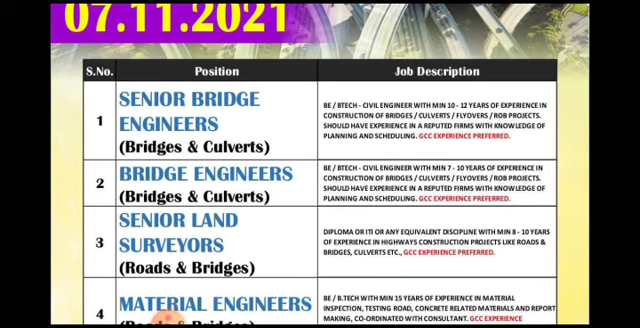 07.11.2021
S.No. Position Job Description
1
SENIOR BRIDGE
ENGINEERS
(Bridges & Culverts)
BE / BTECH - CIVIL ENGINEER WITH MIN 10 - 12 YEARS OF EXPERIENCE IN
CONSTRUCTION OF BRIDGES / CULVERTS / FLYOVERS / ROB PROJECTS.
SHOULD HAVE EXPERIENCE IN A REPUTED FIRMS WITH KNOWLEDGE OF
PLANNING AND SCHEDULING. GCC EXPERIENCE PREFERRED.
2
BRIDGE ENGINEERS
(Bridges & Culverts)
BE / BTECH - CIVIL ENGINEER WITH MIN 7 - 10 YEARS OF EXPERIENCE IN
CONSTRUCTION OF BRIDGES / CULVERTS / FLYOVERS / ROB PROJECTS.
SHOULD HAVE EXPERIENCE IN A REPUTED FIRMS WITH KNOWLEDGE OF
PLANNING AND SCHEDULING. GCC EXPERIENCE PREFERRED.
3
SENIOR LAND
SURVEYORS
(Roads & Bridges)
DIPLOMA OR ITI OR ANY EQUIVALENT DISCIPLINE WITH MIN 8 - 10 YEARS
OF EXPERIENCE IN HIGHWAYS CONSTRUCTION PROJECTS LIKE ROADS &
BRIDGES, CULVERTS ETC., GCC EXPERIENCE PREFERRED.
4
MATERIAL ENGINEERS
(Roads & Bridges)
BE / B.TECH WITH MIN 15 YEARS OF EXPERIENCE IN MATERIAL
INSPECTION, TESTING ROAD, CONCRETE RELATED MATERIALS AND REPORT
MAKING, CO-ORDINATED WITH CONSULTANT. GCC EXPERIENCE